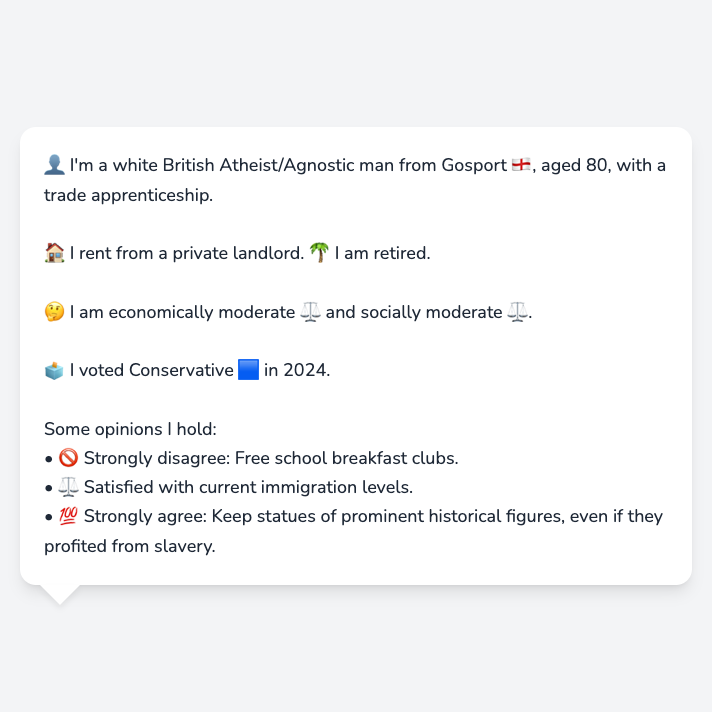 👤 I'm a white British Atheist/Agnostic man from Gosport 🏴󠁧󠁢󠁥󠁮󠁧󠁿, aged 80, with a
trade apprenticeship.
🏠 I rent from a private landlord. 🌴 I am retired.
🤔 I am economically moderate ⚖️ and socially moderate ⚖️.
🗳️ I voted Conservative 🟦 in 2024.
Some opinions I hold:
• 🚫 Strongly disagree: Free school breakfast clubs.
• ⚖️ Satisfied with current immigration levels.
• 💯 Strongly agree: Keep statues of prominent historical figures, even if they
profited from slavery.